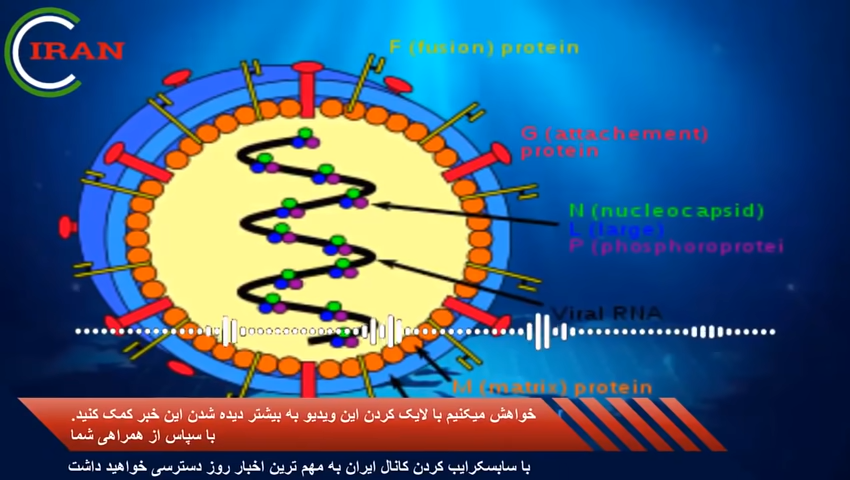 IRAN
F (fusion) protein
G (attachement)
protein
N (nucleocapsid)
L (large)
P (phosphoroprotei
Viral RNA
M (matrix) protein
خواهش میکنیم با لایک کردن این ویدیو به بیشتر دیده شدن این خبر کمک کنید.
با سپاس از همراهی شما
با سابسکرایب کردن کانال ایران به مهم ترین اخبار روز دسترسی خواهید داشت